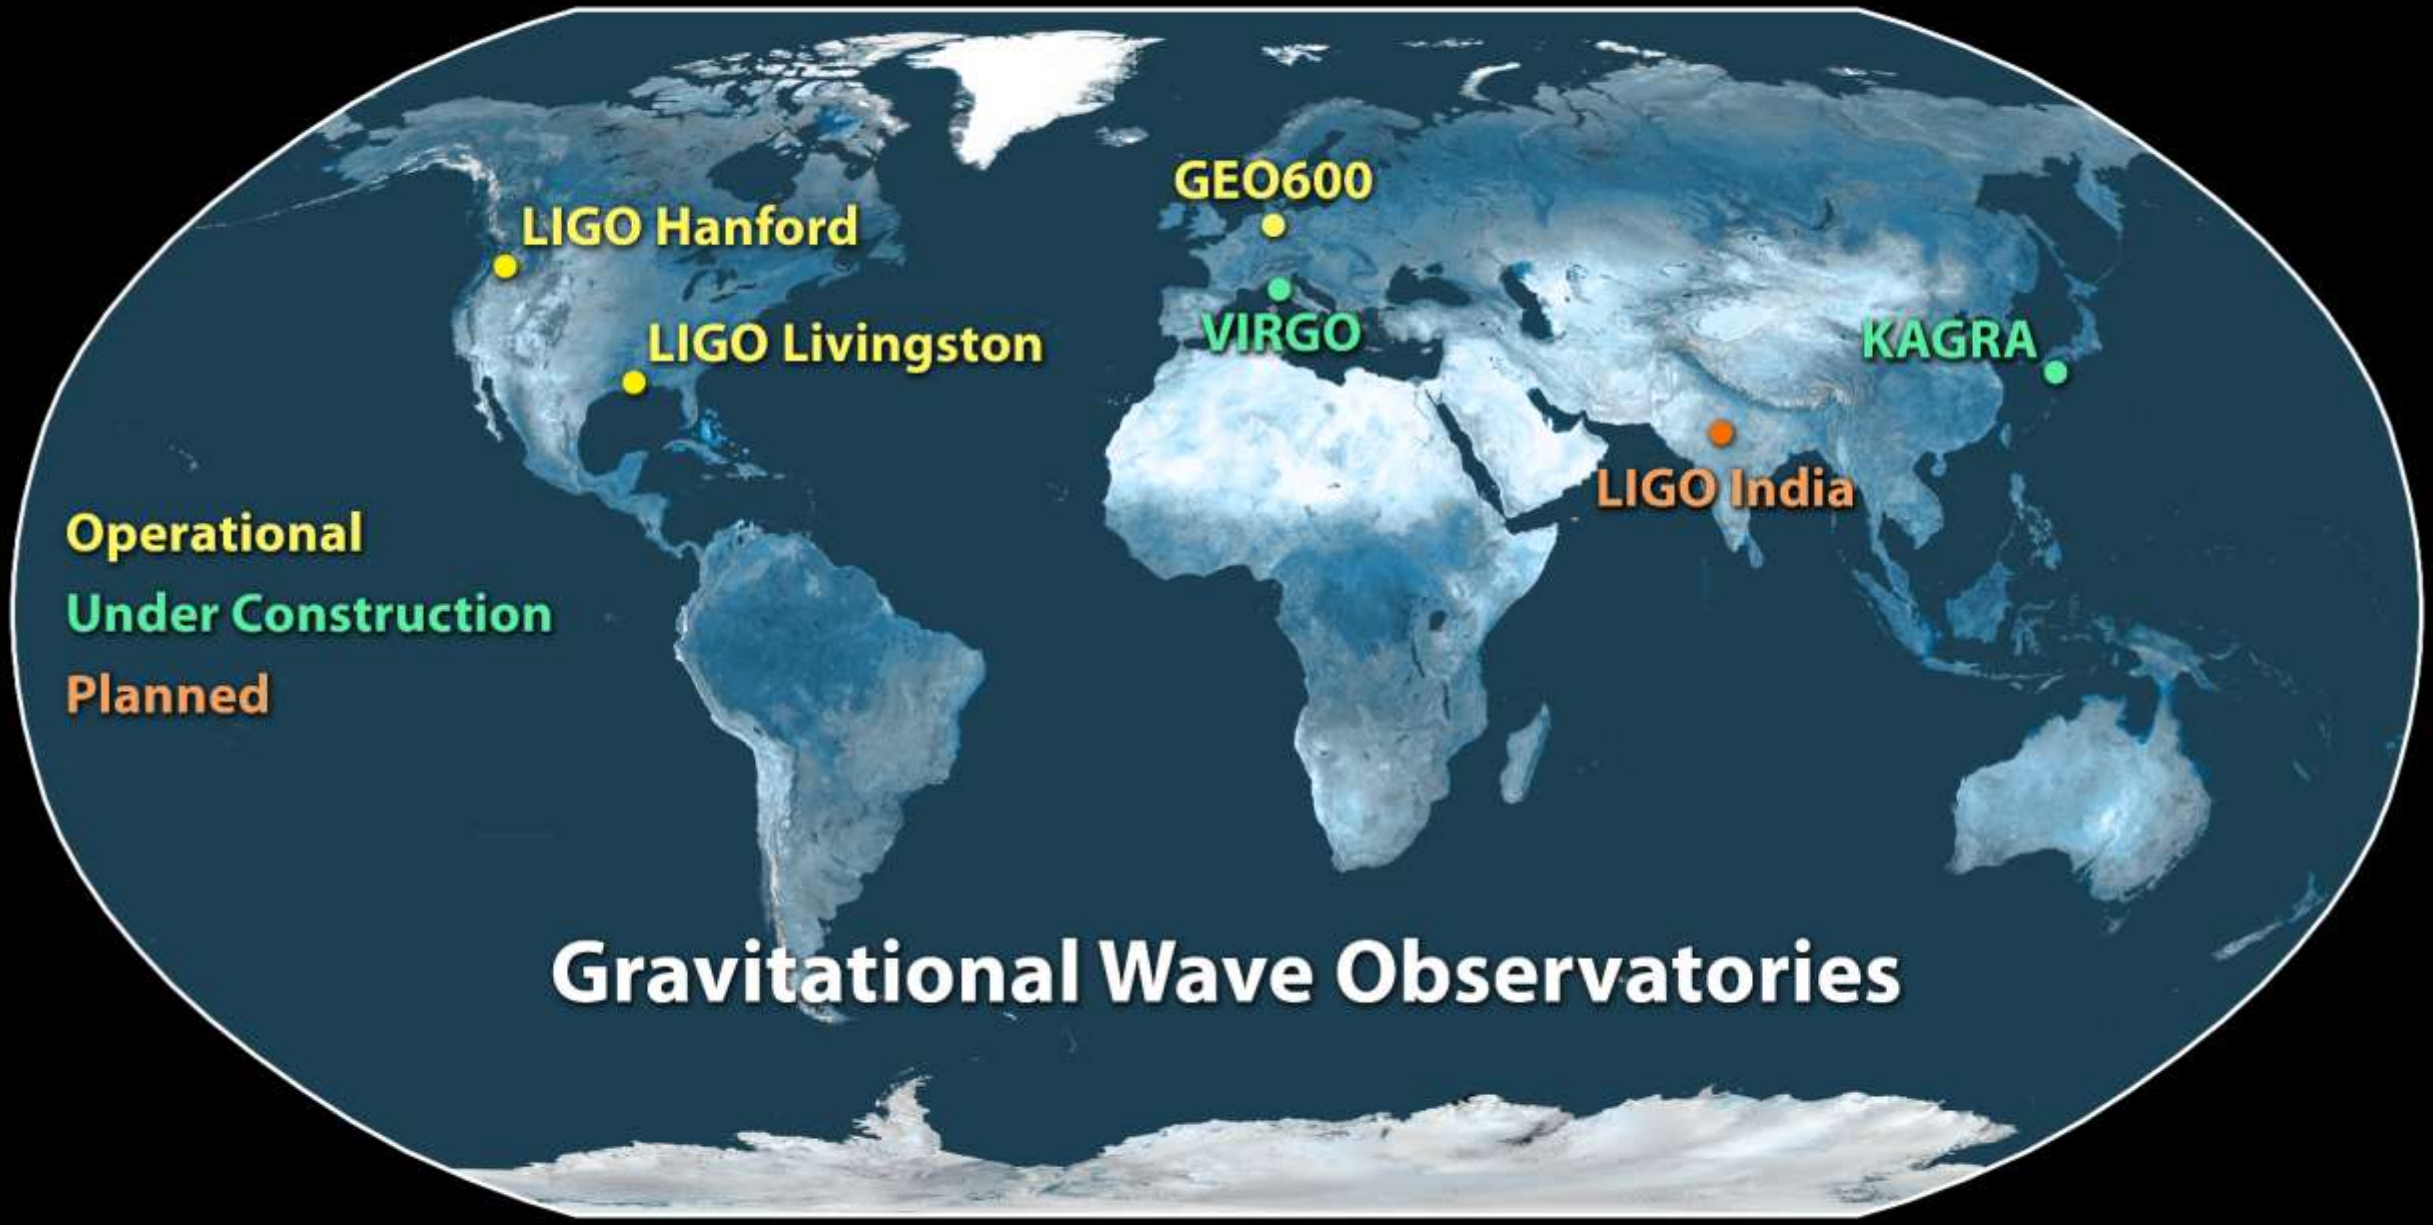 GEO600
LIGO Hanford
VIRGO
KAGRA
LIGO Livingston
LIGO India
Operational
Under Construction
Planned
Gravitational Wave Observatories